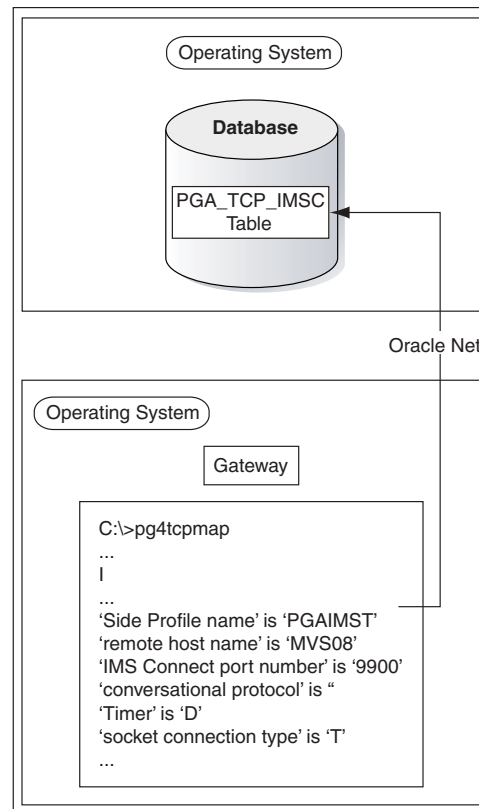 Operating System
Database
PGA_TCP_IMSC
Table
Oracle Net
Operating System
Gateway
C:\>pg4tcpmap
...
I
...
‘Side Profile name’ is ‘PGAIMST’
‘remote host name’ is ‘MVS08’
‘IMS Connect port number’ is ‘9900’
‘conversational protocol’ is “
‘Timer’ is ‘D’
‘socket connection type’ is ‘T’
...